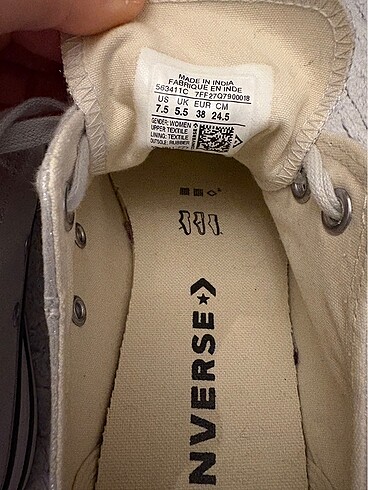 MADE IN INDIA
FABRIQUE EN INDE
563411C 7FF27Q7900018
US UK EUR CM
7.5 5.5 38 24.5
GENDER: WOMEN
UPPER: TEXTILE
LINING: TEXTILE
OUTSOLE: RUBBER
NVERSE